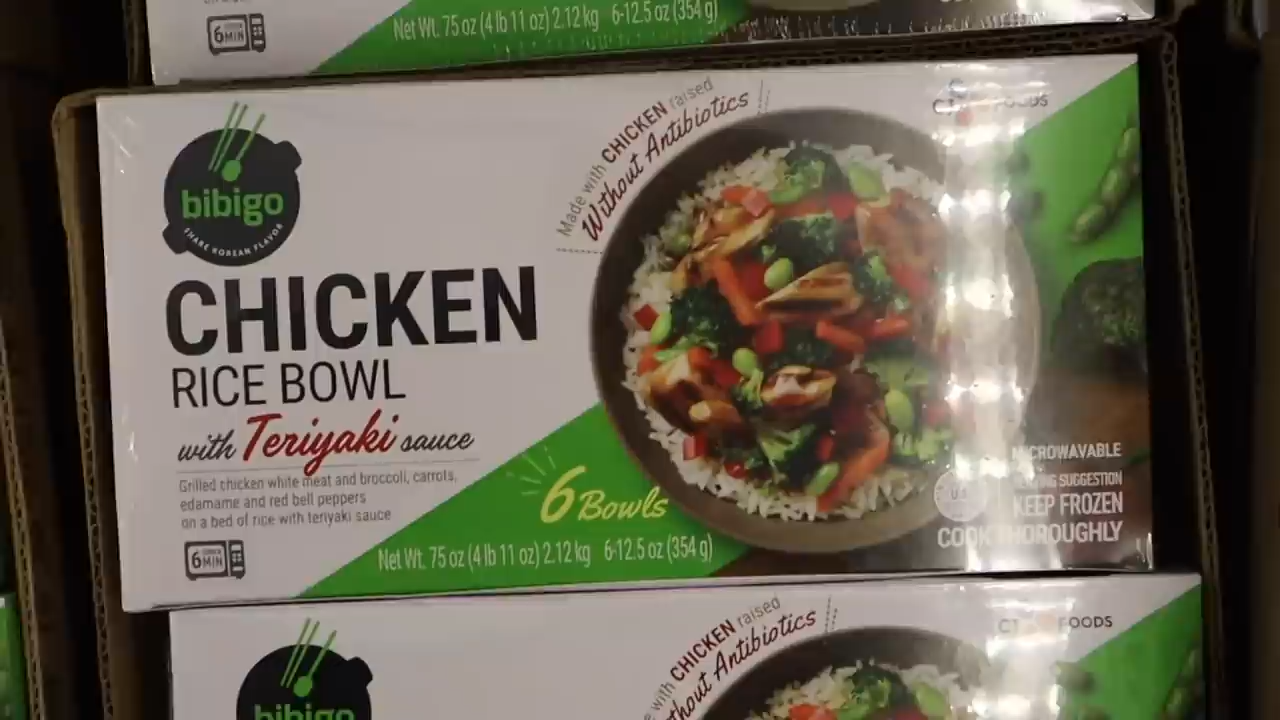 6 MIN
Net Wt. 75 oz (4 lb 11 oz) 2.12 kg 6-12.5 oz (354 g)
bibigo
SHARE KOREAN FLAVOR
Made with CHICKEN raised
Without Antibiotics
FOODS
CHICKEN
RICE BOWL
with Teriyaki sauce
Grilled chicken white meat and broccoli, carrots,
edamame and red bell peppers
on a bed of rice with teriyaki sauce
6 MIN
6 Bowls
Net Wt. 75 oz (4 lb 11 oz) 2.12 kg 6-12.5 oz (354 g)
MICROWAVABLE
SUGGESTION
KEEP FROZEN
COOK THOROUGHLY
with CHICKEN raised
thout Antibiotics
FOODS
bibigo